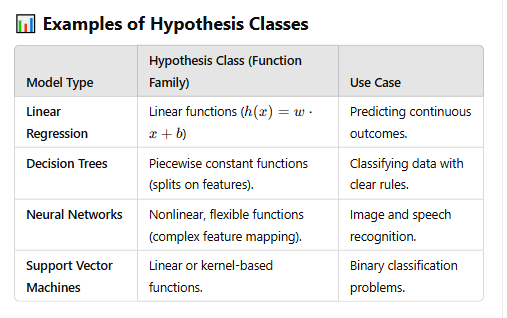 📊 Examples of Hypothesis Classes
Hypothesis Class (Function
Model Type Family) Use Case
Linear Linear functions (h(x) = w · Predicting continuous
Regression x + b) outcomes.
Decision Trees Piecewise constant functions Classifying data with
(splits on features). clear rules.
Neural Networks Nonlinear, flexible functions Image and speech
(complex feature mapping). recognition.
Support Vector Linear or kernel-based Binary classification
Machines functions. problems.